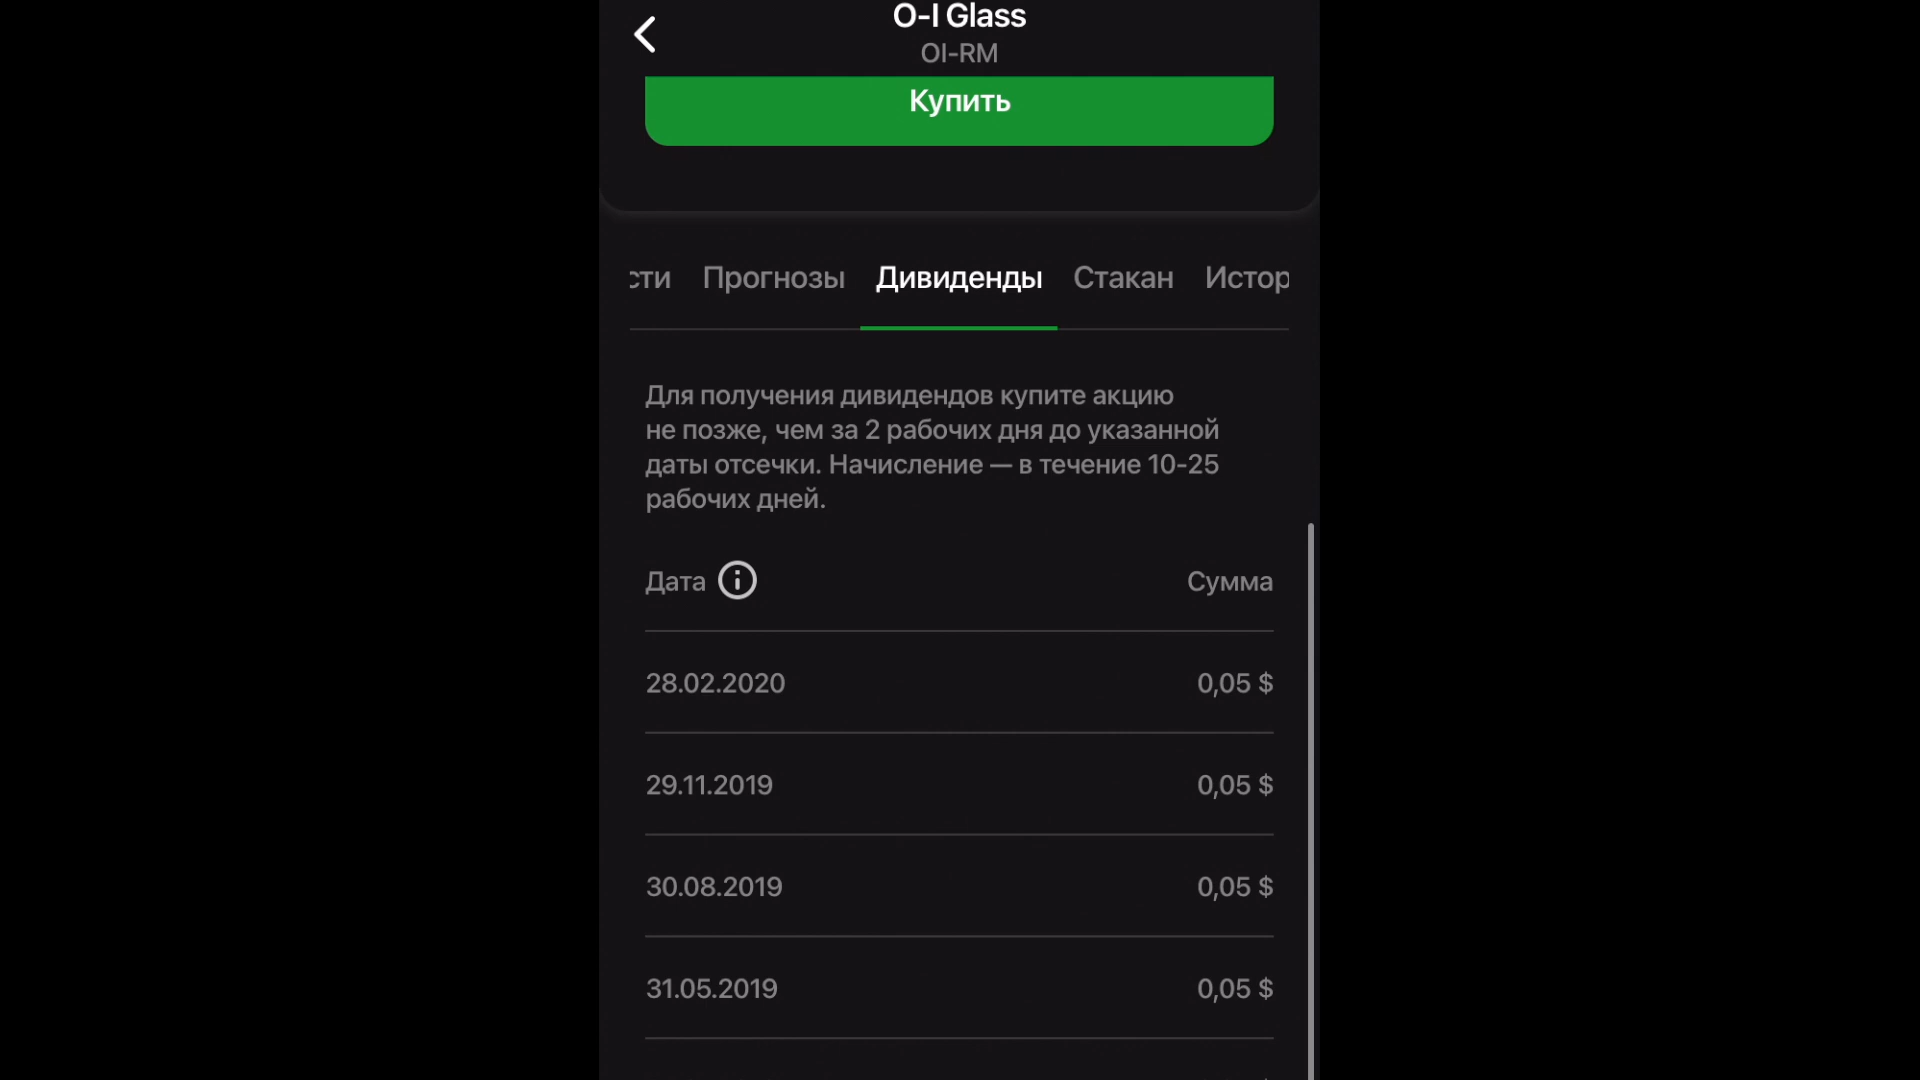 O-I Glass
OI-RM
Купить
сти Прогнозы Дивиденды Стакан Истор
Для получения дивидендов купите акцию
не позже, чем за 2 рабочих дня до указанной
даты отсечки. Начисление — в течение 10-25
рабочих дней.
Дата Сумма
28.02.2020 0,05 $
29.11.2019 0,05 $
30.08.2019 0,05 $
31.05.2019 0,05 $